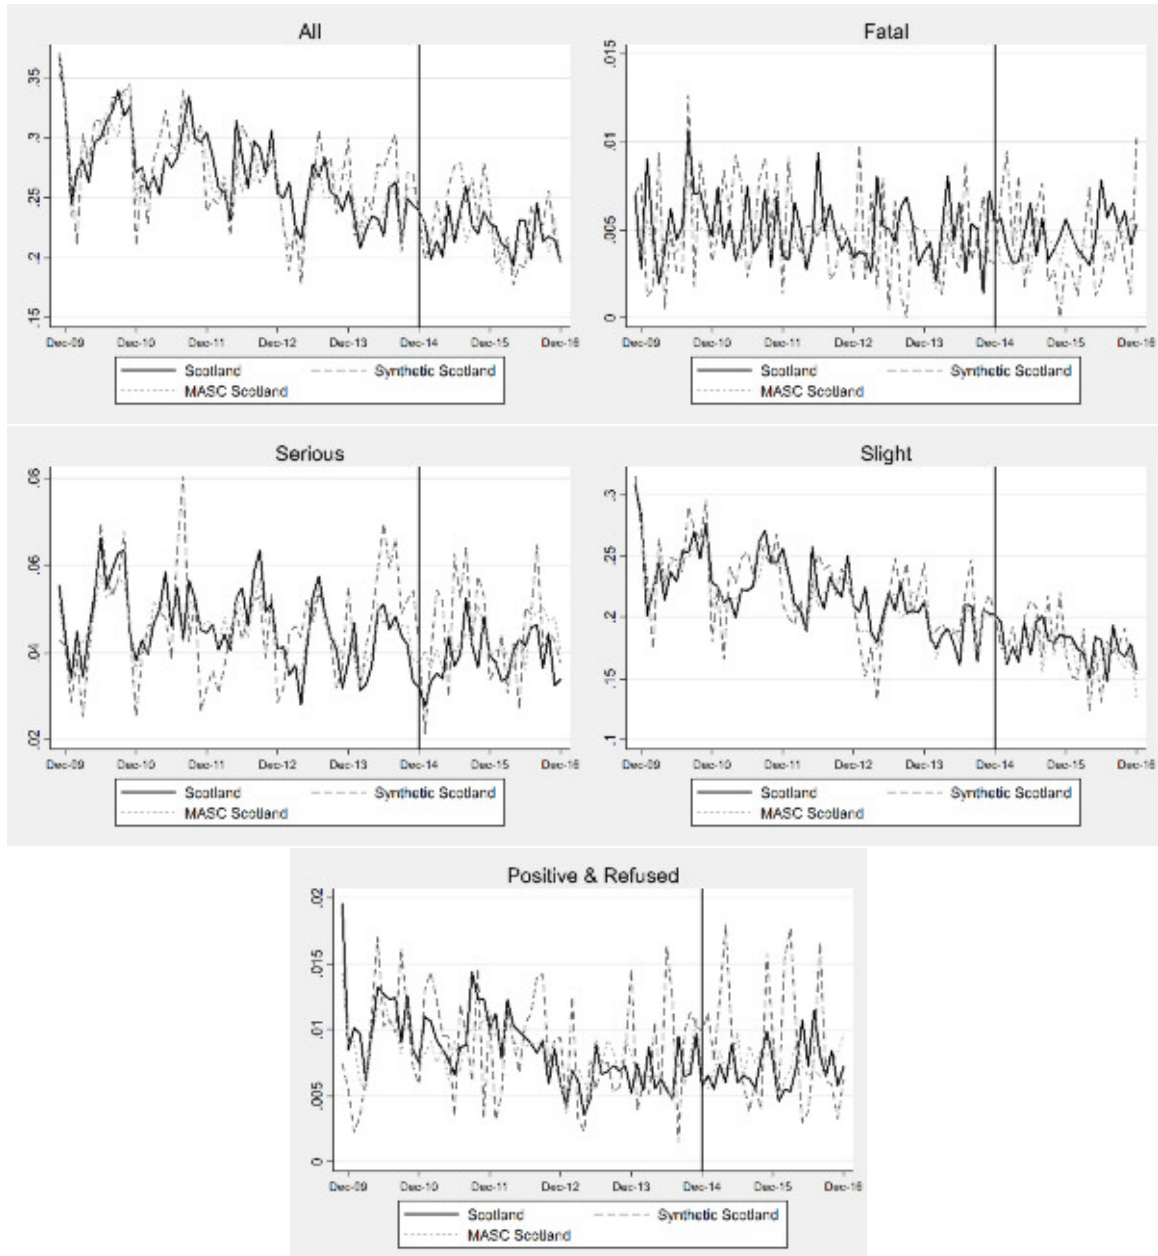 All
.35
.3
.25
.2
.15
Dec-09 Dec-10 Dec-11 Dec-12 Dec-13 Dec-14 Dec-15 Dec-16
Scotland Synthetic Scotland
MASC Scotland
Fatal
.015
.01
.005
0
Dec-09 Dec-10 Dec-11 Dec-12 Dec-13 Dec-14 Dec-15 Dec-16
Scotland Synthetic Scotland
MASC Scotland
Serious
.08
.06
.04
.02
Dec-09 Dec-10 Dec-11 Dec-12 Dec-13 Dec-14 Dec-15 Dec-16
Scotland Synthetic Scotland
MASC Scotland
Slight
.3
.25
.2
.15
.1
Dec-09 Dec-10 Dec-11 Dec-12 Dec-13 Dec-14 Dec-15 Dec-16
Scotland Synthetic Scotland
MASC Scotland
Positive & Refused
.02
.015
.01
.005
0
Dec-09 Dec-10 Dec-11 Dec-12 Dec-13 Dec-14 Dec-15 Dec-16
Scotland Synthetic Scotland
MASC Scotland